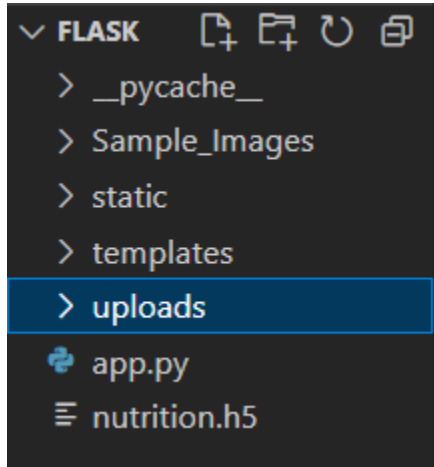 FLASK
__pycache__
Sample_Images
static
templates
uploads
app.py
nutrition.h5